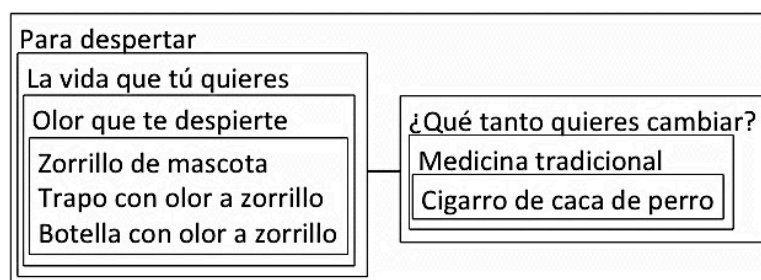 Para despertar
La vida que tú quieres
Olor que te despierte
Zorrillo de mascota
Trapo con olor a zorrillo
Botella con olor a zorrillo
¿Qué tanto quieres cambiar?
Medicina tradicional
Cigarro de caca de perro